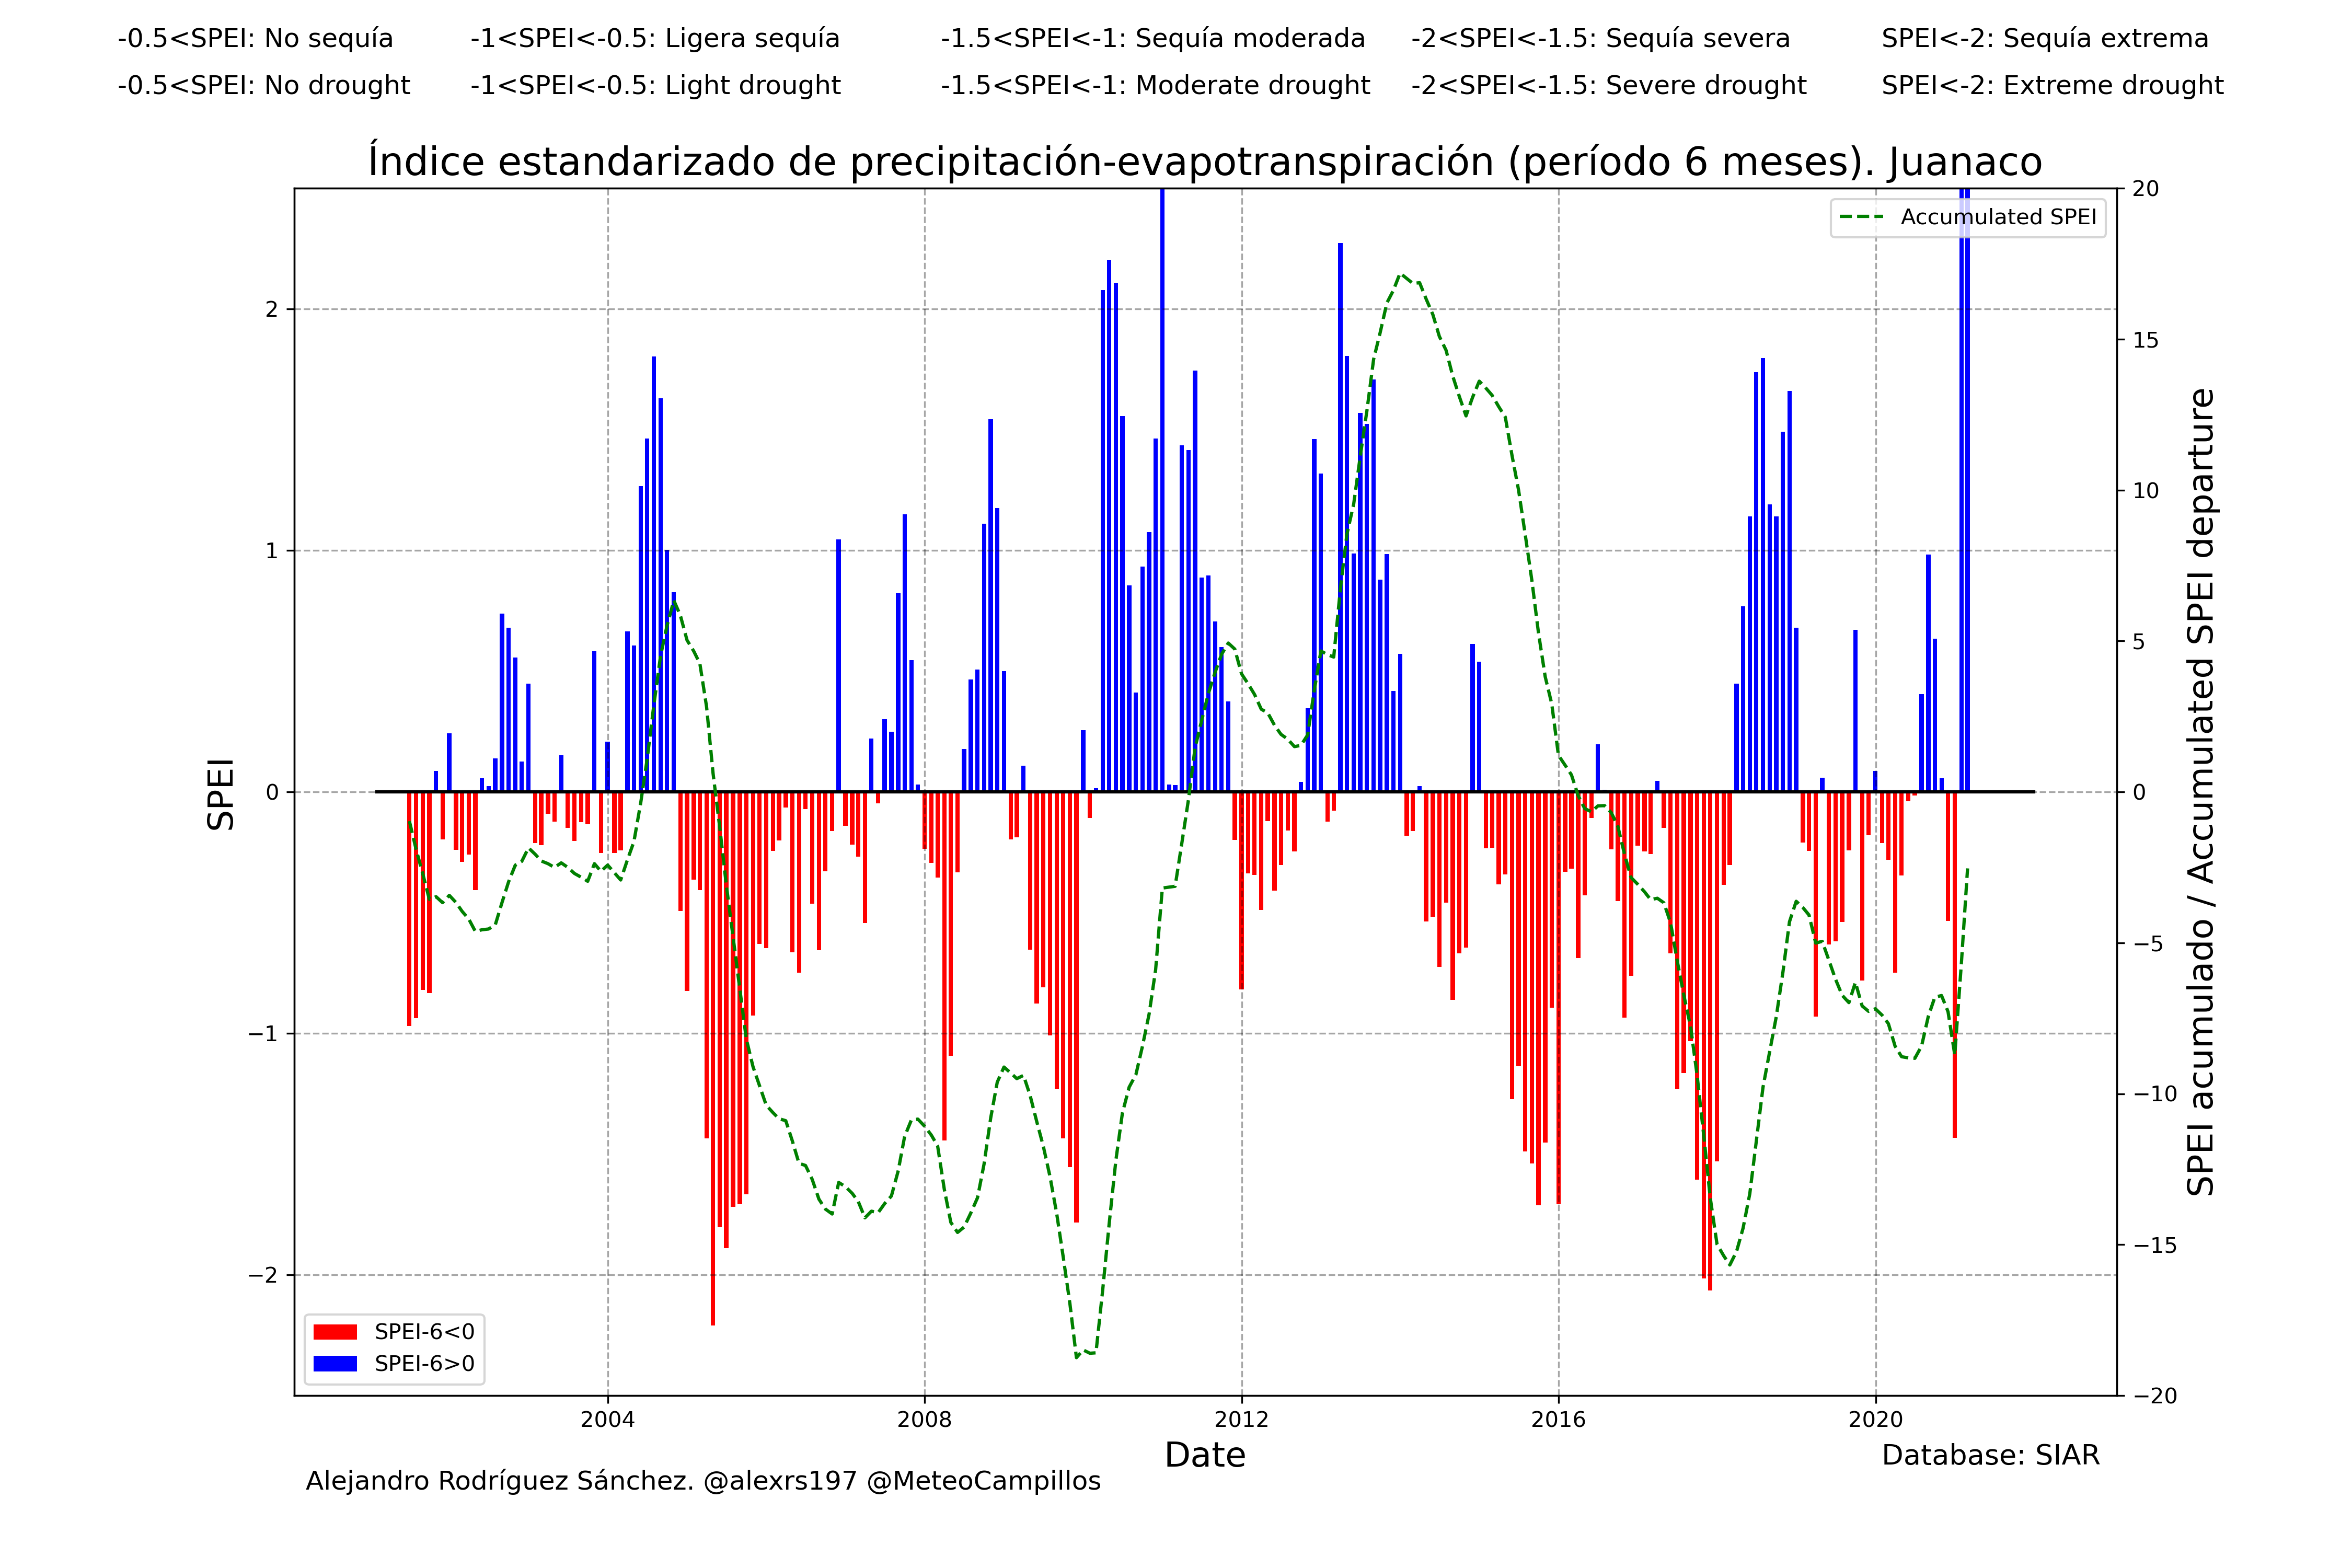 -0.5<SPEI: No sequía -1<SPEI<-0.5: Ligera sequía -1.5<SPEI<-1: Sequía moderada -2<SPEI<-1.5: Sequía severa SPEI<-2: Sequía extrema
-0.5<SPEI: No drought -1<SPEI<-0.5: Light drought -1.5<SPEI<-1: Moderate drought -2<SPEI<-1.5: Severe drought SPEI<-2: Extreme drought
Índice estandarizado de precipitación-evapotranspiración (período 6 meses). Juanaco
Accumulated SPEI
2
1
0
−1
−2
SPEI
20
15
10
5
0
−5
−10
−15
−20
SPEI acumulado / Accumulated SPEI departure
SPEI-6<0
SPEI-6>0
2004 2008 2012 2016 2020
Date
Database: SIAR
Alejandro Rodríguez Sánchez. @alexrs197 @MeteoCampillos